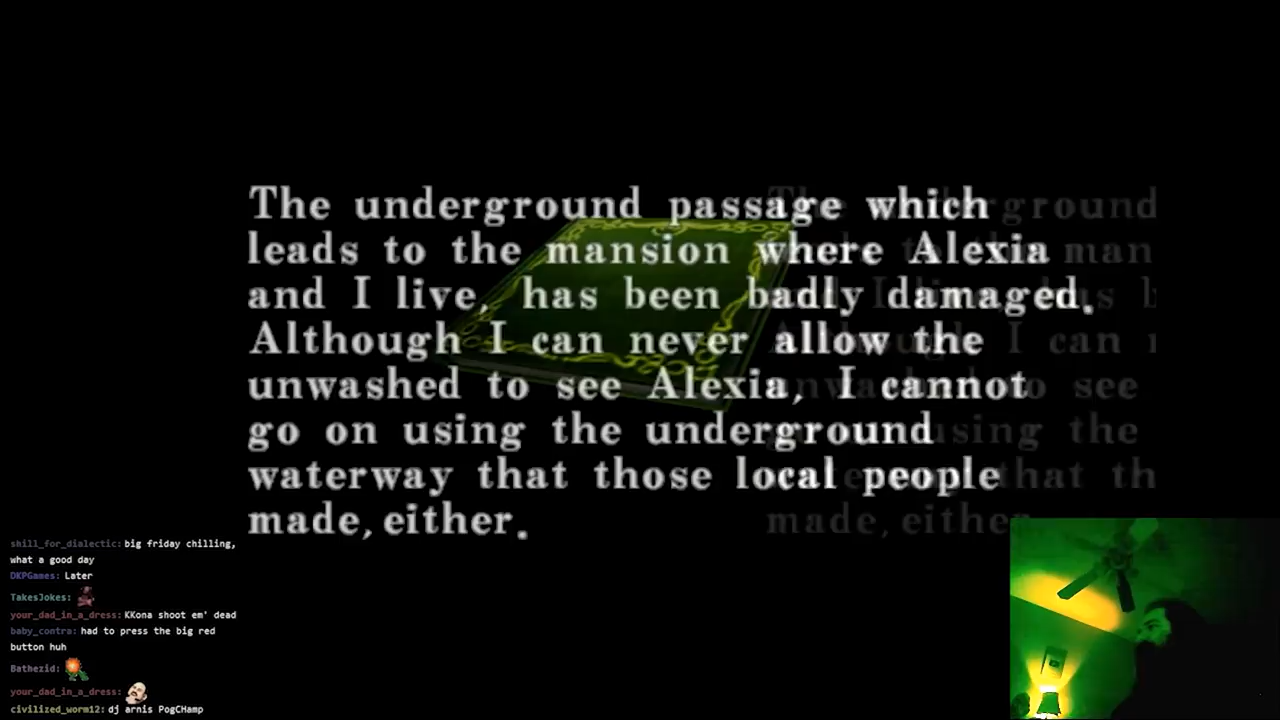 The underground passage which
leads to the mansion where Alexia
and I live, has been badly damaged.
Although I can never allow the
unwashed to see Alexia, I cannot
go on using the underground
waterway that those local people
made, either.
shill_for_dialectic: big friday chilling,
what a good day
DKPGames: Later
TakesJokes:
your_dad_in_a_dress: KKona shoot em' dead
baby_contra: had to press the big red
button huh
Bathezid:
your_dad_in_a_dress:
civilized_worm12: dj arnis PogCHamp